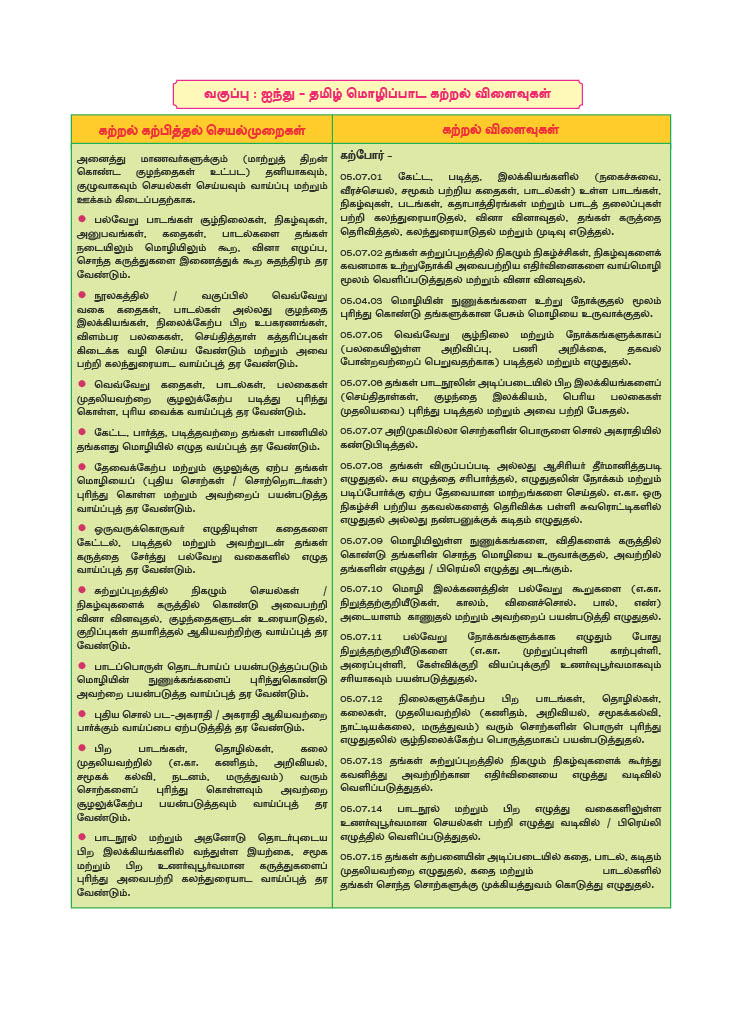 வகுப்பு : ஐந்து - தமிழ் மொழிப்பாட கற்றல் விளைவுகள்
கற்றல் கற்பித்தல் செயல்முறைகள்
அனைத்து மாணவர்களுக்கும் (மாற்றுத் திறன்
கொண்ட குழந்தைகள் உட்பட) தனியாகவும்,
குழுவாகவும் செயல்கள் செய்யவும் வாய்ப்பு மற்றும்
ஊக்கம் கிடைப்பதற்காக.
● பல்வேறு பாடங்கள் சூழ்நிலைகள், நிகழ்வுகள்,
அனுபவங்கள், கதைகள், பாடல்களை தங்கள்
நடையிலும் மொழியிலும் கூற, வினா எழுப்ப,
சொந்த கருத்துகளை இணைத்துக் கூற சுதந்திரம் தர
வேண்டும்.
● நூலகத்தில் / வகுப்பில் வெவ்வேறு
வகை கதைகள், பாடல்கள் அல்லது குழந்தை
இலக்கியங்கள், நிலைக்கேற்ப பிற உபகரணங்கள்,
விளம்பர பலகைகள், செய்தித்தாள் கத்தரிப்புகள்
கிடைக்க வழி செய்ய வேண்டும் மற்றும் அவை
பற்றி கலந்துரையாட வாய்ப்புத் தர வேண்டும்.
● வெவ்வேறு கதைகள், பாடல்கள், பலகைகள்
முதலியவற்றை சூழலுக்கேற்ப படித்து புரிந்து
கொள்ள, புரிய வைக்க வாய்ப்புத் தர வேண்டும்.
● கேட்ட, பார்த்த, படித்தவற்றை தங்கள் பாணியில்
தங்களது மொழியில் எழுத வய்ப்புத் தர வேண்டும்.
● தேவைக்கேற்ப மற்றும் சூழலுக்கு ஏற்ப தங்கள்
மொழியைப் (புதிய சொற்கள் / சொற்றொடர்கள்)
புரிந்து கொள்ள மற்றும் அவற்றைப் பயன்படுத்த
வாய்ப்புத் தர வேண்டும்.
● ஒருவருக்கொருவர் எழுதியுள்ள கதைகளை
கேட்டல், படித்தல் மற்றும் அவற்றுடன் தங்கள்
கருத்தை சேர்த்து பல்வேறு வகைகளில் எழுத
வாய்ப்புத் தர வேண்டும்.
● சுற்றுப்புறத்தில் நிகழும் செயல்கள் /
நிகழ்வுகளைக் கருத்தில் கொண்டு அவைபற்றி
வினா வினவுதல், குழந்தைகளுடன் உரையாடுதல்,
குறிப்புகள் தயாரித்தல் ஆகியவற்றிற்கு வாய்ப்புத் தர
வேண்டும்.
● பாடப்பொருள் தொடர்பாய்ப் பயன்படுத்தப்படும்
மொழியின் நுணுக்கங்களைப் புரிந்துகொண்டு
அவற்றை பயன்படுத்த வாய்ப்புத் தர வேண்டும்.
● புதிய சொல் பட-அகராதி / அகராதி ஆகியவற்றை
பார்க்கும் வாய்ப்பை ஏற்படுத்தித் தர வேண்டும்.
● பிற பாடங்கள், தொழில்கள், கலை
முதலியவற்றில் (எ.கா. கணிதம், அறிவியல்,
சமூகக் கல்வி, நடனம், மருத்துவம்) வரும்
சொற்களைப் புரிந்து கொள்ளவும் அவற்றை
சூழலுக்கேற்ப பயன்படுத்தவும் வாய்ப்புத் தர
வேண்டும்.
● பாடநூல் மற்றும் அதனோடு தொடர்புடைய
பிற இலக்கியங்களில் வந்துள்ள இயற்கை, சமூக
மற்றும் பிற உணர்வுபூர்வமான கருத்துகளைப்
புரிந்து அவைபற்றி கலந்துரையாட வாய்ப்புத் தர
வேண்டும்.
கற்றல் விளைவுகள்
கற்போர் –
05.07.01 கேட்ட, படித்த, இலக்கியங்களில் (நகைச்சுவை,
வீரச்செயல், சமூகம் பற்றிய கதைகள், பாடல்கள்) உள்ள பாடங்கள்,
நிகழ்வுகள், படங்கள், கதாபாத்திரங்கள் மற்றும் பாடத் தலைப்புகள்
பற்றி கலந்துரையாடுதல், வினா வினாவுதல், தங்கள் கருத்தை
தெரிவித்தல், கலந்துரையாடுதல் மற்றும் முடிவு எடுத்தல்.
05.07.02 தங்கள் சுற்றுப்புறத்தில் நிகழும் நிகழ்ச்சிகள், நிகழ்வுகளைக்
கவனமாக உற்றுநோக்கி அவைபற்றிய எதிர்வினைகளை வாய்மொழி
மூலம் வெளிப்படுத்துதல் மற்றும் வினா வினவுதல்.
05.04.03 மொழியின் நுணுக்கங்களை உற்று நோக்குதல் மூலம்
புரிந்து கொண்டு தங்களுக்கான பேசும் மொழியை உருவாக்குதல்.
05.07.05 வெவ்வேறு சூழ்நிலை மற்றும் நோக்கங்களுக்காகப்
(பலகையிலுள்ள அறிவிப்பு, பணி அறிக்கை, தகவல்
போன்றவற்றைப் பெறுவதற்காக) படித்தல் மற்றும் எழுதுதல்.
05.07.06 தங்கள் பாடநூலின் அடிப்படையில் பிற இலக்கியங்களைப்
(செய்திதாள்கள், குழந்தை இலக்கியம், பெரிய பலகைகள்
முதலியவை) புரிந்து படித்தல் மற்றும் அவை பற்றி பேசுதல்.
05.07.07 அறிமுகமில்லா சொற்களின் பொருளை சொல் அகராதியில்
கண்டுபிடித்தல்.
05.07.08 தங்கள் விருப்பப்படி அல்லது ஆசிரியர் தீர்மானித்தபடி
எழுதுதல். சுய எழுத்தை சரிபார்த்தல், எழுதுதலின் நோக்கம் மற்றும்
படிப்போர்க்கு ஏற்ப தேவையான மாற்றங்களை செய்தல். எ.கா. ஒரு
நிகழ்ச்சி பற்றிய தகவல்களைத் தெரிவிக்க பள்ளி சுவரொட்டிகளில்
எழுதுதல் அல்லது நண்பனுக்குக் கடிதம் எழுதுதல்.
05.07.09 மொழியிலுள்ள நுணுக்கங்களை, விதிகளைக் கருத்தில்
கொண்டு தங்களின் சொந்த மொழியை உருவாக்குதல், அவற்றில்
தங்களின் எழுத்து / பிரெய்லி எழுத்து அடங்கும்.
05.07.10 மொழி இலக்கணத்தின் பல்வேறு கூறுகளை (எ.கா.
நிறுத்தற்குறியீடுகள், காலம், வினைச்சொல். பால், எண்)
அடையாளம் காணுதல் மற்றும் அவற்றைப் பயன்படுத்தி எழுதுதல்.
05.07.11 பல்வேறு நோக்கங்களுக்காக எழுதும் போது
நிறுத்தற்குறியீடுகளை (எ.கா. முற்றுப்புள்ளி காற்புள்ளி,
அரைப்புள்ளி, கேள்விக்குறி வியப்புக்குறி உணர்வுபூர்வமாகவும்
சரியாகவும் பயன்படுத்துதல்.
05.07.12 நிலைகளுக்கேற்ப பிற பாடங்கள், தொழில்கள்,
கலைகள், முதலியவற்றில் (கணிதம், அறிவியல், சமூகக்கல்வி,
நாட்டியக்கலை, மருத்துவம்) வரும் சொற்களின் பொருள் புரிந்து
எழுதுதலில் சூழ்நிலைக்கேற்ப பொருத்தமாகப் பயன்படுத்துதல்.
05.07.13 தங்கள் சுற்றுப்புறத்தில் நிகழும் நிகழ்வுகளைக் கூர்ந்து
கவனித்து அவற்றிற்கான எதிர்வினையை எழுத்து வடிவில்
வெளிப்படுத்துதல்.
05.07.14 பாடநூல் மற்றும் பிற எழுத்து வகைகளிலுள்ள
உணர்வுபூர்வமான செயல்கள் பற்றி எழுத்து வடிவில் / பிரெய்லி
எழுத்தில் வெளிப்படுத்துதல்.
05.07.15 தங்கள் கற்பனையின் அடிப்படையில் கதை, பாடல், கடிதம்
முதலியவற்றை எழுதுதல், கதை மற்றும் பாடல்களில்
தங்கள் சொந்த சொற்களுக்கு முக்கியத்துவம் கொடுத்து எழுதுதல்.